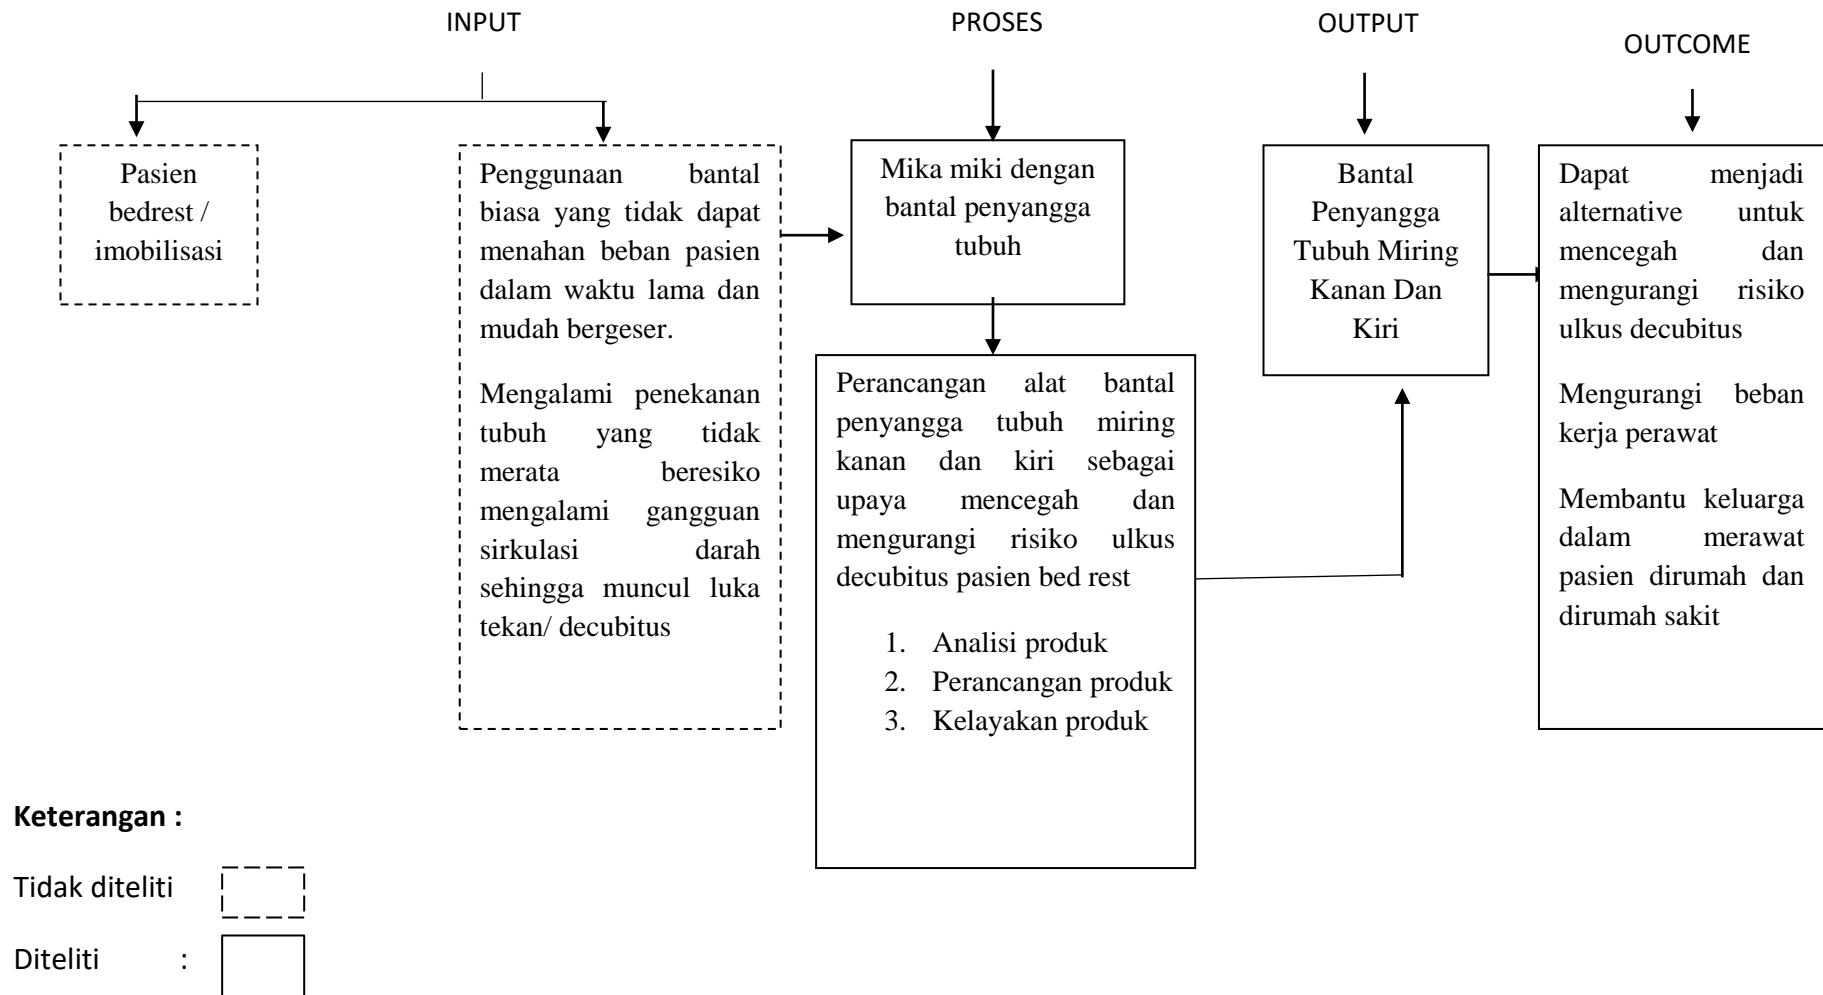 INPUT
PROSES
OUTPUT
OUTCOME
Pasien
bedrest /
imobilisasi
Penggunaan bantal
biasa yang tidak dapat
menahan beban pasien
dalam waktu lama dan
mudah bergeser.
Mengalami penekanan
tubuh yang tidak
merata beresiko
mengalami gangguan
sirkulasi darah
sehingga muncul luka
tekan/ decubitus
Mika miki dengan
bantal penyangga
tubuh
Perancangan alat bantal
penyangga tubuh miring
kanan dan kiri sebagai
upaya mencegah dan
mengurangi risiko ulkus
decubitus pasien bed rest
1. Analisi produk
2. Perancangan produk
3. Kelayakan produk
Bantal
Penyangga
Tubuh Miring
Kanan Dan
Kiri
Dapat menjadi
alternative untuk
mencegah dan
mengurangi risiko
ulkus decubitus
Mengurangi beban
kerja perawat
Membantu keluarga
dalam merawat
pasien dirumah dan
dirumah sakit
Keterangan :
Tidak diteliti
Diteliti :